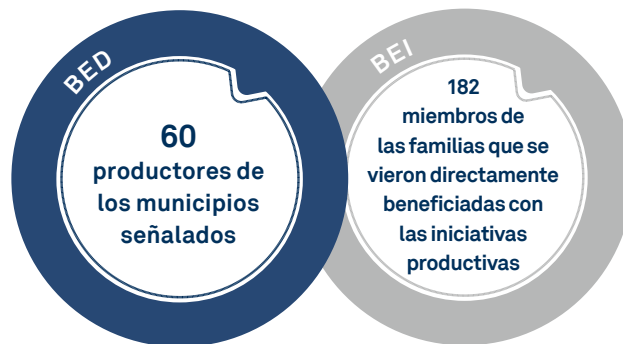 BED
60
productores de
los municipios
señalados
BEI
182
miembros de
las familias que se
vieron directamente
beneficiadas con
las iniciativas
productivas